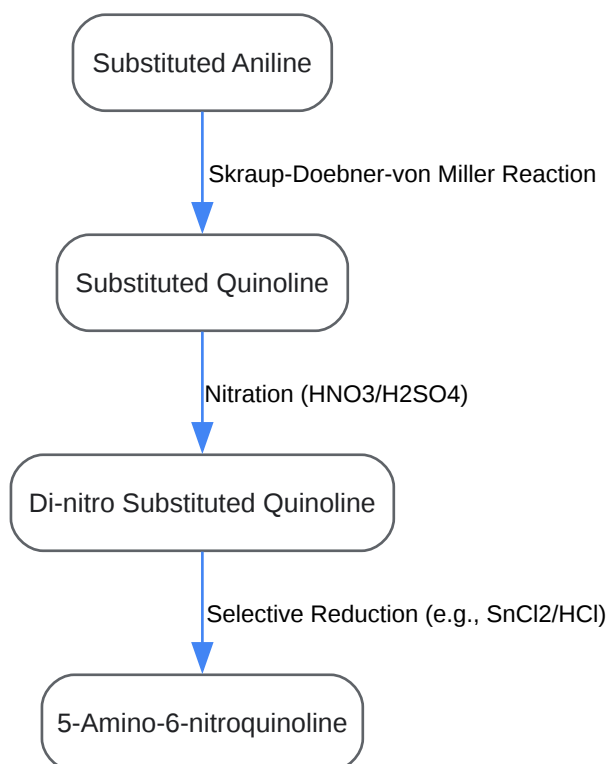 Substituted Aniline
Skraup-Doebner-von Miller Reaction
Substituted Quinoline
Nitration (HNO3/H2SO4)
Di-nitro Substituted Quinoline
Selective Reduction (e.g., SnCl2/HCl)
5-Amino-6-nitroquinoline